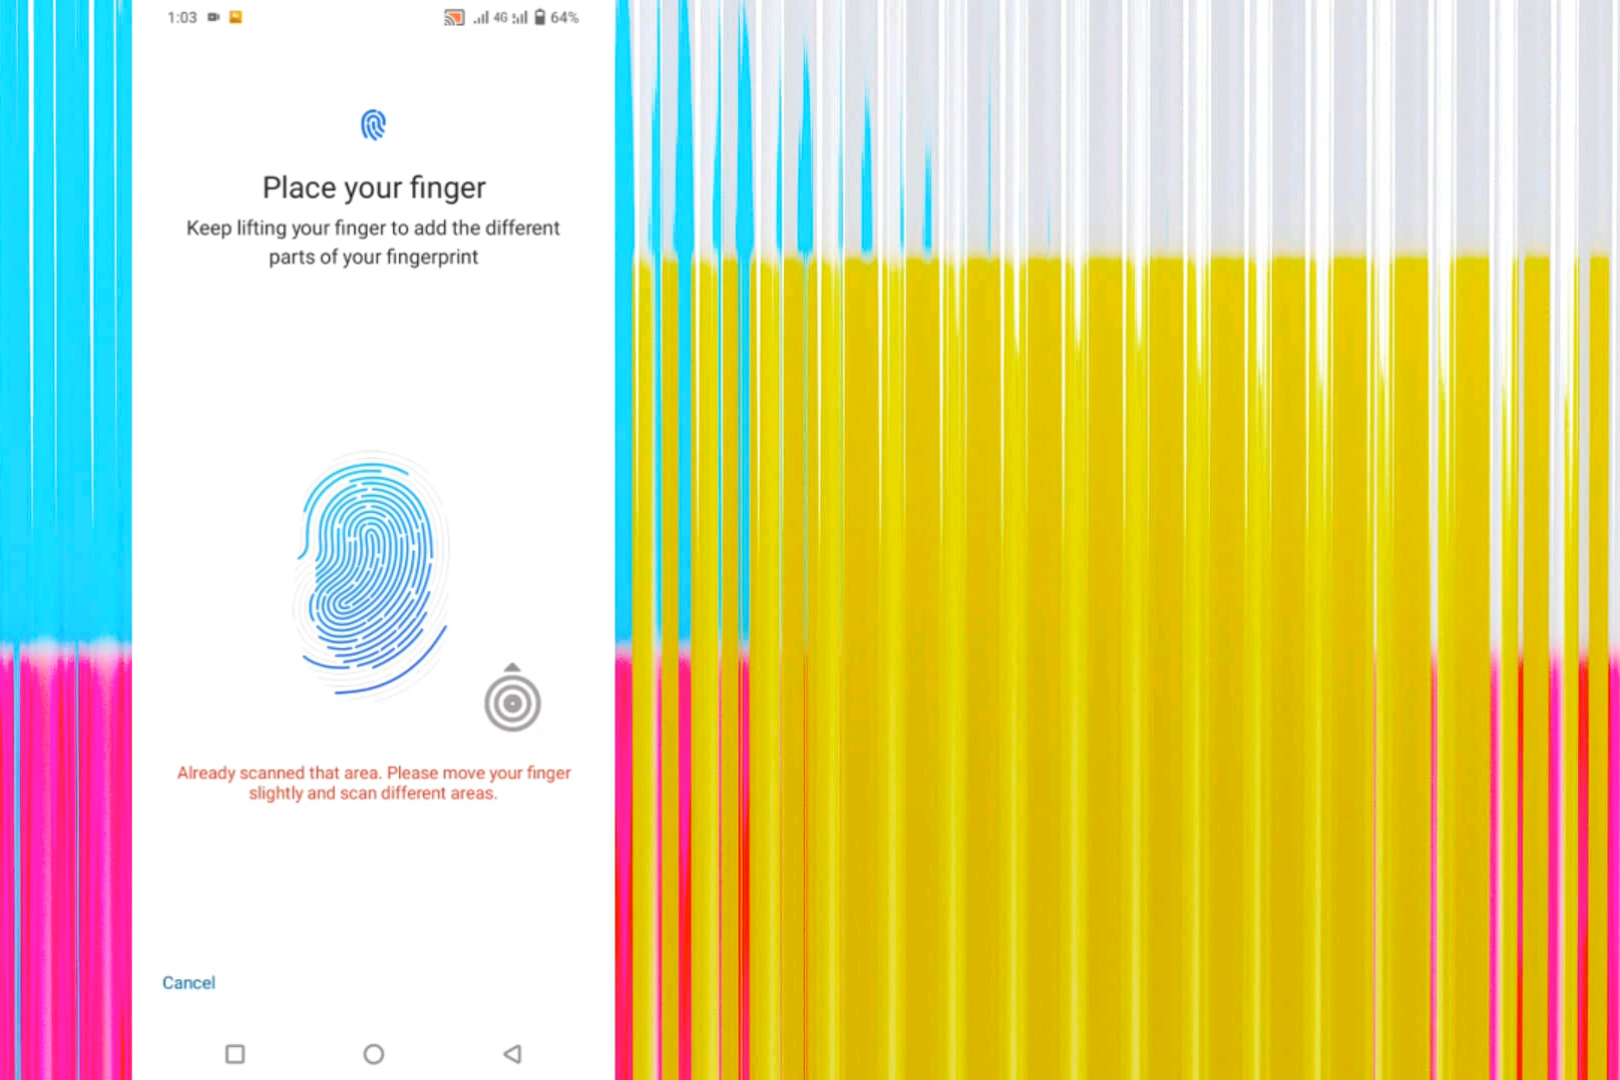 1:03 4G 64%
Place your finger
Keep lifting your finger to add the different
parts of your fingerprint
Already scanned that area. Please move your finger
slightly and scan different areas.
Cancel